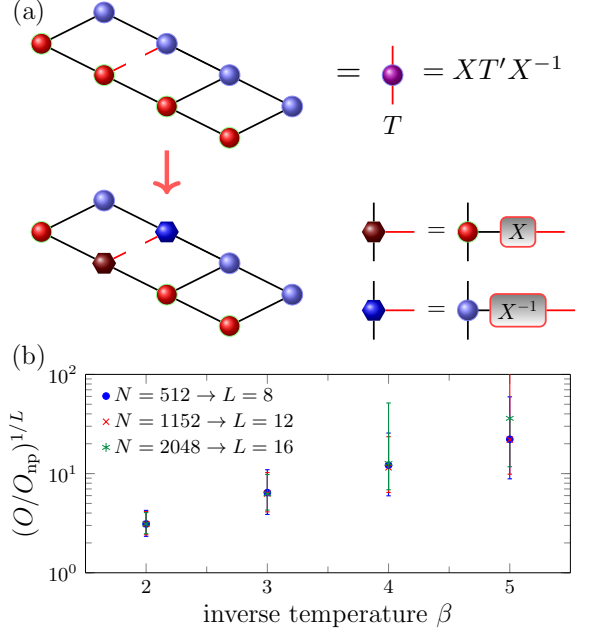 (a)
= = XT′X⁻¹
T
= X
= X⁻¹
(b)
N = 512 → L = 8
N = 1152 → L = 12
N = 2048 → L = 16
(O/O_np)^{1/L}
10²
10¹
10⁰
2 3 4 5
inverse temperature β